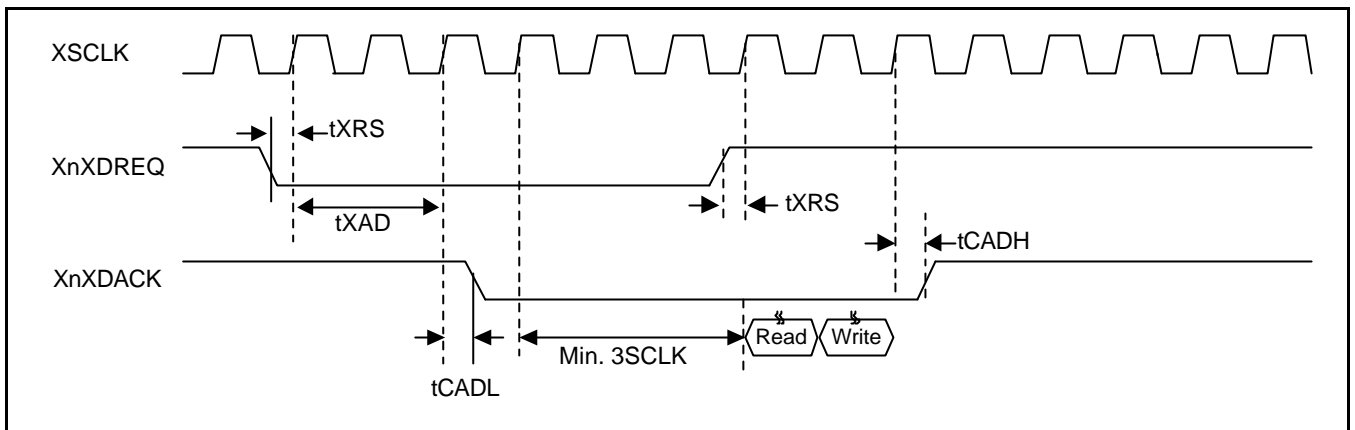 XSCLK
tXRS
XnXDREQ
tXAD
tXRS
tCADH
XnXDACK
Read
Write
Min. 3SCLK
tCADL